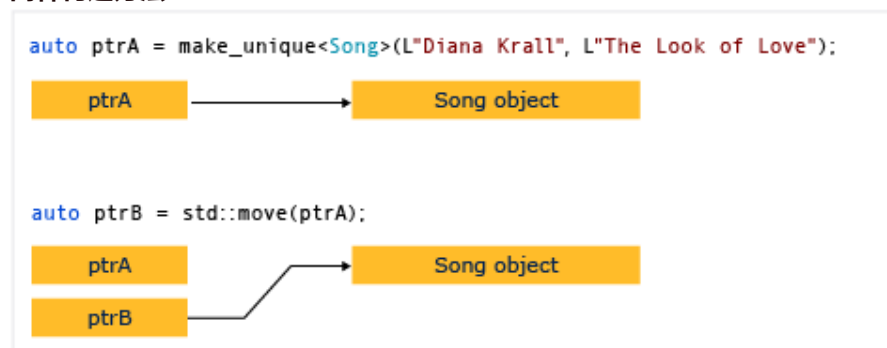 auto ptrA = make_unique<Song>(L"Diana Krall", L"The Look of Love");
ptrA
Song object
auto ptrB = std::move(ptrA);
ptrA
Song object
ptrB